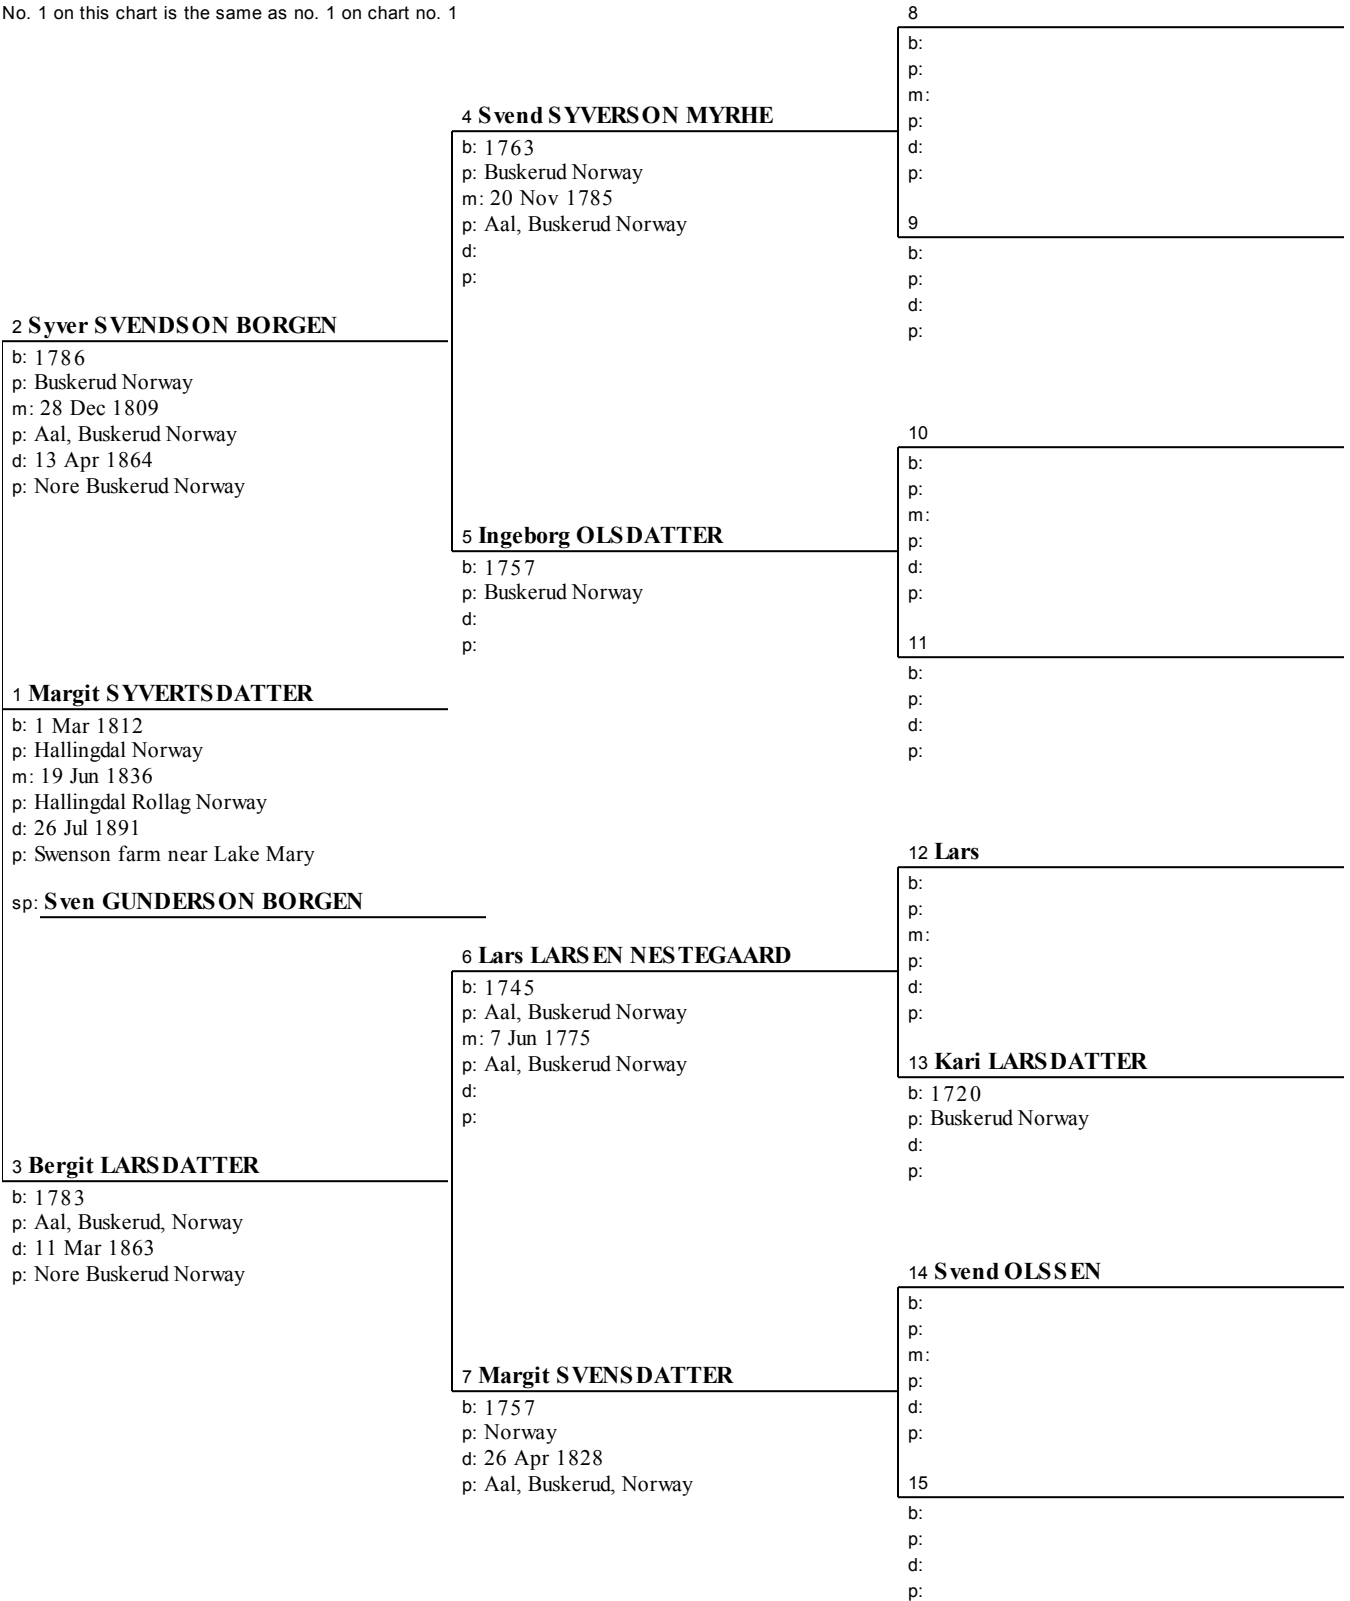 No. 1 on this chart is the same as no. 1 on chart no. 1
2 Syver SVENDSON BORGEN
b: 1786
p: Buskerud Norway
m: 28 Dec 1809
p: Aal, Buskerud Norway
d: 13 Apr 1864
p: Nore Buskerud Norway
1 Margit SYVERTSDATTER
b: 1 Mar 1812
p: Hallingdal Norway
m: 19 Jun 1836
p: Hallingdal Rollag Norway
d: 26 Jul 1891
p: Swenson farm near Lake Mary
sp: Sven GUNDERSON BORGEN
3 Bergit LARSDATTER
b: 1783
p: Aal, Buskerud, Norway
d: 11 Mar 1863
p: Nore Buskerud Norway
4 Svend SYVERSON MYRHE
b: 1763
p: Buskerud Norway
m: 20 Nov 1785
p: Aal, Buskerud Norway
d:
p:
5 Ingeborg OLSDATTER
b: 1757
p: Buskerud Norway
d:
p:
6 Lars LARSEN NESTEGAARD
b: 1745
p: Aal, Buskerud Norway
m: 7 Jun 1775
p: Aal, Buskerud Norway
d:
p:
7 Margit SVENSDATTER
b: 1757
p: Norway
d: 26 Apr 1828
p: Aal, Buskerud, Norway
8
b:
p:
m:
p:
d:
p:
9
b:
p:
d:
p:
10
b:
p:
m:
p:
d:
p:
11
b:
p:
d:
p:
12 Lars
b:
p:
m:
p:
d:
p:
13 Kari LARSDATTER
b: 1720
p: Buskerud Norway
d:
p:
14 Svend OLSSEN
b:
p:
m:
p:
d:
p:
15
b:
p:
d:
p: